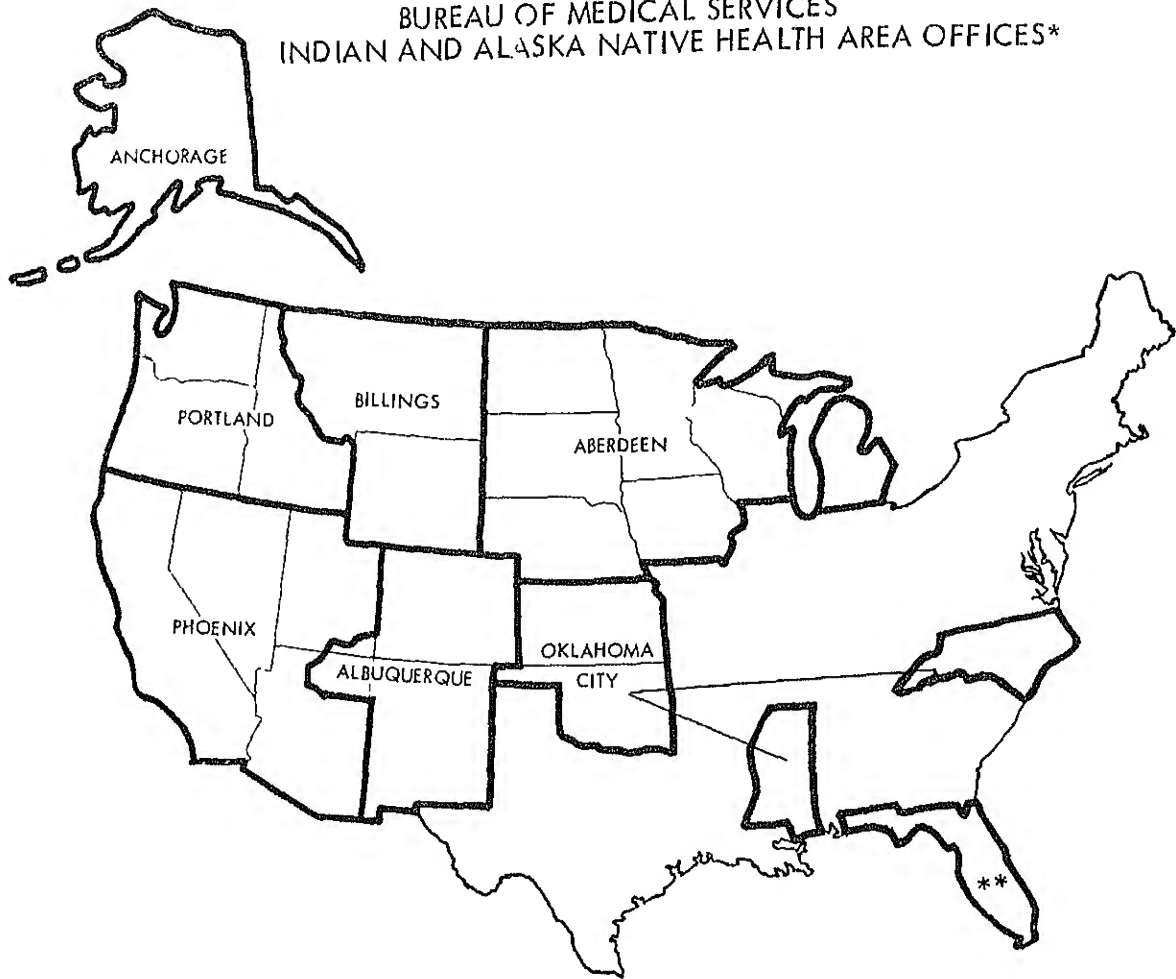 BUREAU OF MEDICAL SERVICES
INDIAN AND ALASKA NATIVE HEALTH AREA OFFICES*
ANCHORAGE
PORTLAND
BILLINGS
ABERDEEN
PHOENIX
ALBUQUERQUE
OKLAHOMA
CITY
**